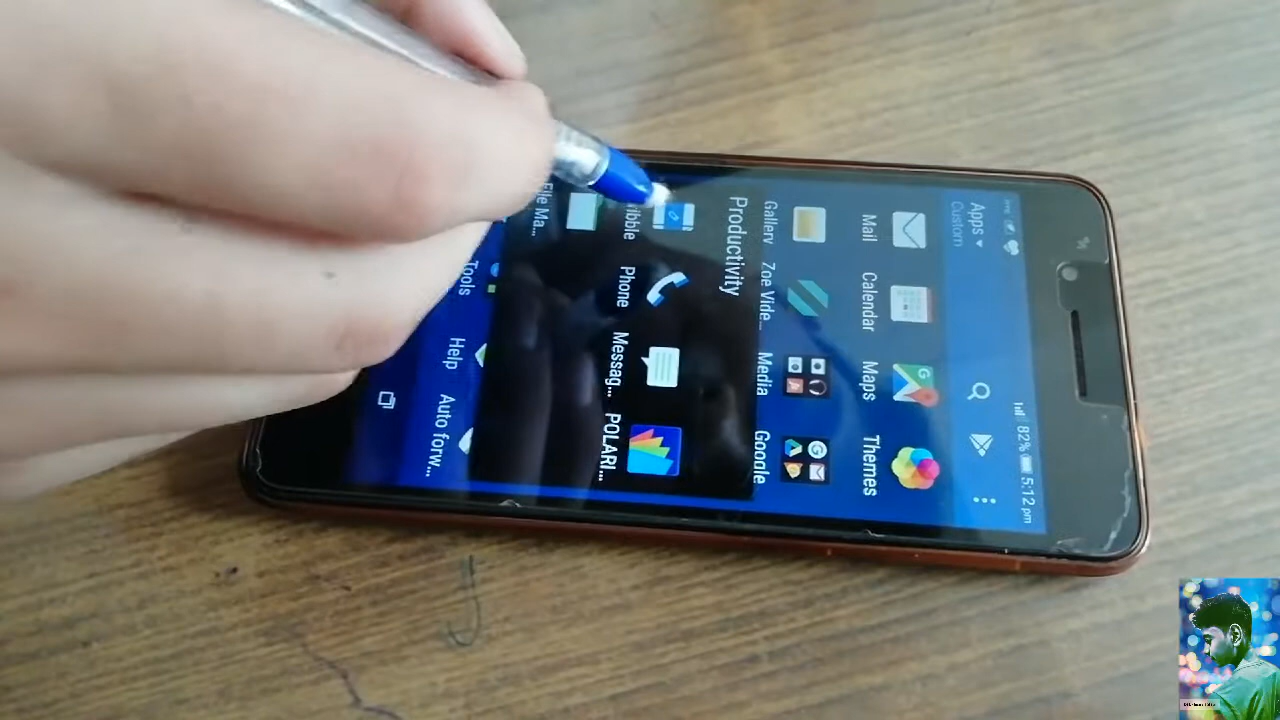 82% 5:12 pm
Apps
Custom
Mail Calendar Maps Themes
Gallery Zoe Vide... Media Google
Productivity
Phone Messag... POLARI...
File Ma...
Tools Help Auto forw...